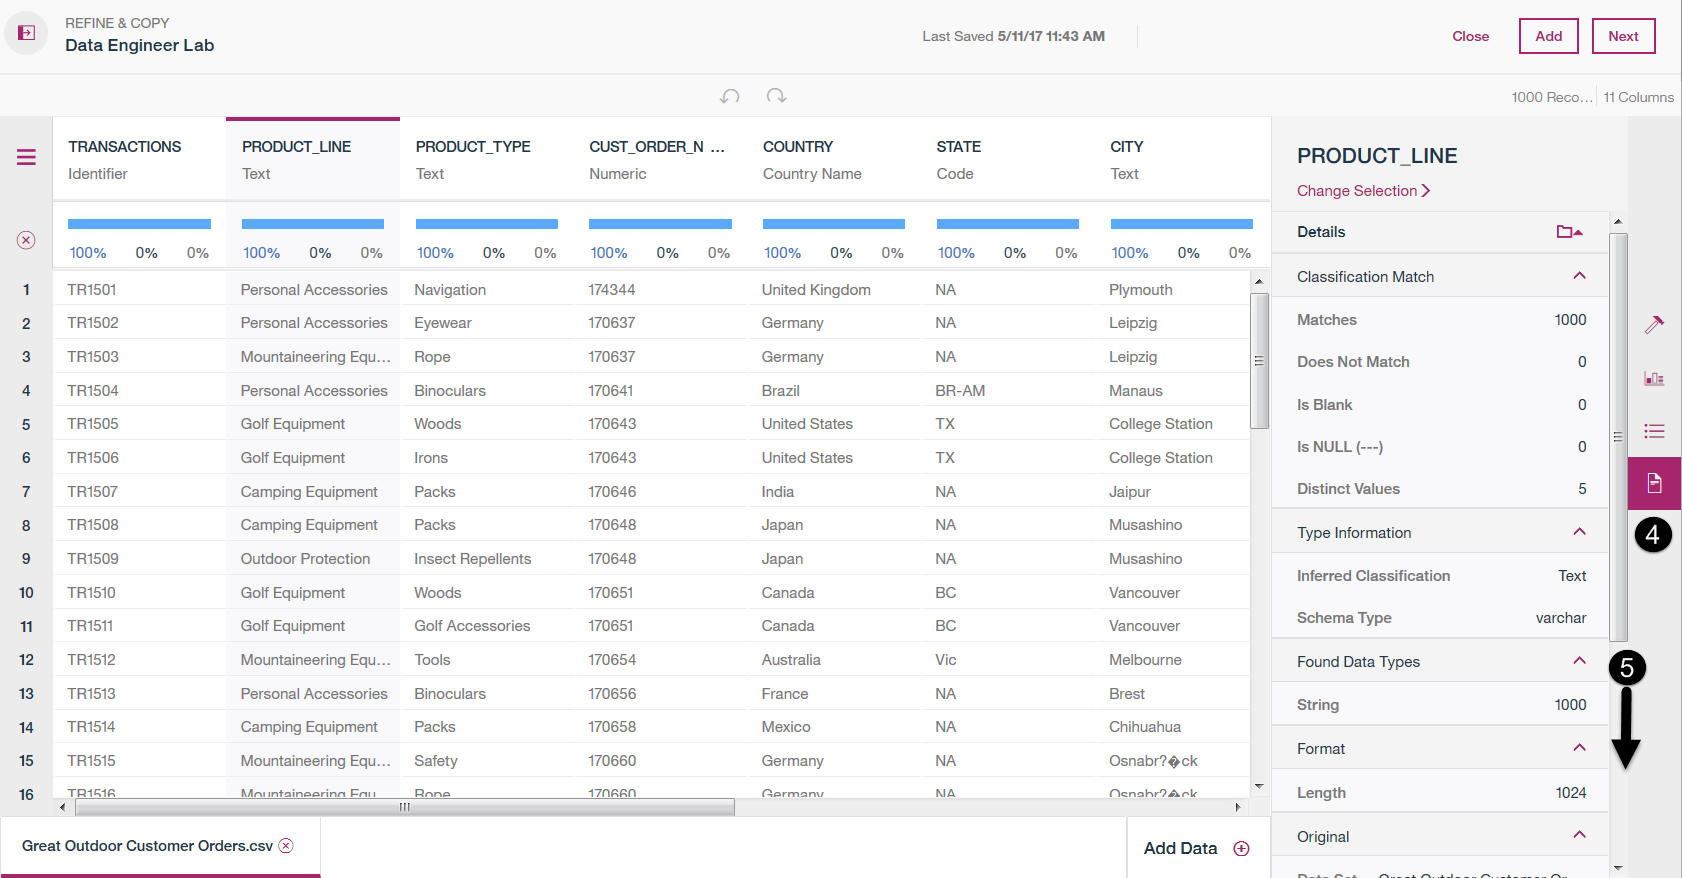 REFINE & COPY
Data Engineer Lab
Last Saved 5/11/17 11:43 AM
Close Add Next
1000 Reco... 11 Columns
TRANSACTIONS PRODUCT_LINE PRODUCT_TYPE CUST_ORDER_N ... COUNTRY STATE CITY
Identifier Text Text Numeric Country Name Code Text
100% 0% 0% 100% 0% 0% 100% 0% 0% 100% 0% 0% 100% 0% 0% 100% 0% 0% 100% 0% 0%
1 TR1501 Personal Accessories Navigation 174344 United Kingdom NA Plymouth
2 TR1502 Personal Accessories Eyewear 170637 Germany NA Leipzig
3 TR1503 Mountaineering Equ... Rope 170637 Germany NA Leipzig
4 TR1504 Personal Accessories Binoculars 170641 Brazil BR-AM Manaus
5 TR1505 Golf Equipment Woods 170643 United States TX College Station
6 TR1506 Golf Equipment Irons 170643 United States TX College Station
7 TR1507 Camping Equipment Packs 170646 India NA Jaipur
8 TR1508 Camping Equipment Packs 170648 Japan NA Musashino
9 TR1509 Outdoor Protection Insect Repellents 170648 Japan NA Musashino
10 TR1510 Golf Equipment Woods 170651 Canada BC Vancouver
11 TR1511 Golf Equipment Golf Accessories 170651 Canada BC Vancouver
12 TR1512 Mountaineering Equ... Tools 170654 Australia Vic Melbourne
13 TR1513 Personal Accessories Binoculars 170656 France NA Brest
14 TR1514 Camping Equipment Packs 170658 Mexico NA Chihuahua
15 TR1515 Mountaineering Equ... Safety 170660 Germany NA Osnabr?�ck
16 TR1516 Mountaineering Equ... Rope 170660 Germany NA Osnabr?�ck
Great Outdoor Customer Orders.csv
Add Data
PRODUCT_LINE
Change Selection
Details
Classification Match
Matches 1000
Does Not Match 0
Is Blank 0
Is NULL (---) 0
Distinct Values 5
Type Information
Inferred Classification Text
Schema Type varchar
Found Data Types
String 1000
Format
Length 1024
Original
Data Set Great Outdoor Customer Or...
4
5